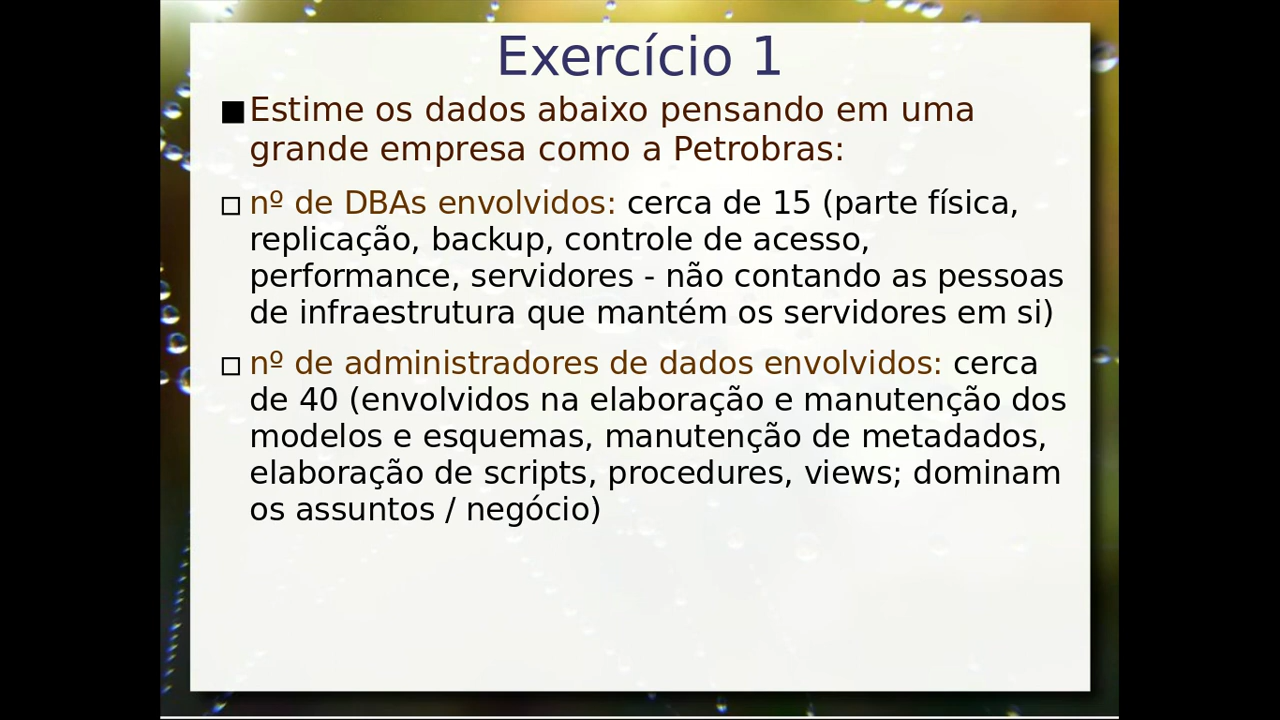 Exercício 1
Estime os dados abaixo pensando em uma
grande empresa como a Petrobras:
nº de DBAs envolvidos: cerca de 15 (parte física,
replicação, backup, controle de acesso,
performance, servidores - não contando as pessoas
de infraestrutura que mantém os servidores em si)
nº de administradores de dados envolvidos: cerca
de 40 (envolvidos na elaboração e manutenção dos
modelos e esquemas, manutenção de metadados,
elaboração de scripts, procedures, views; dominam
os assuntos / negócio)